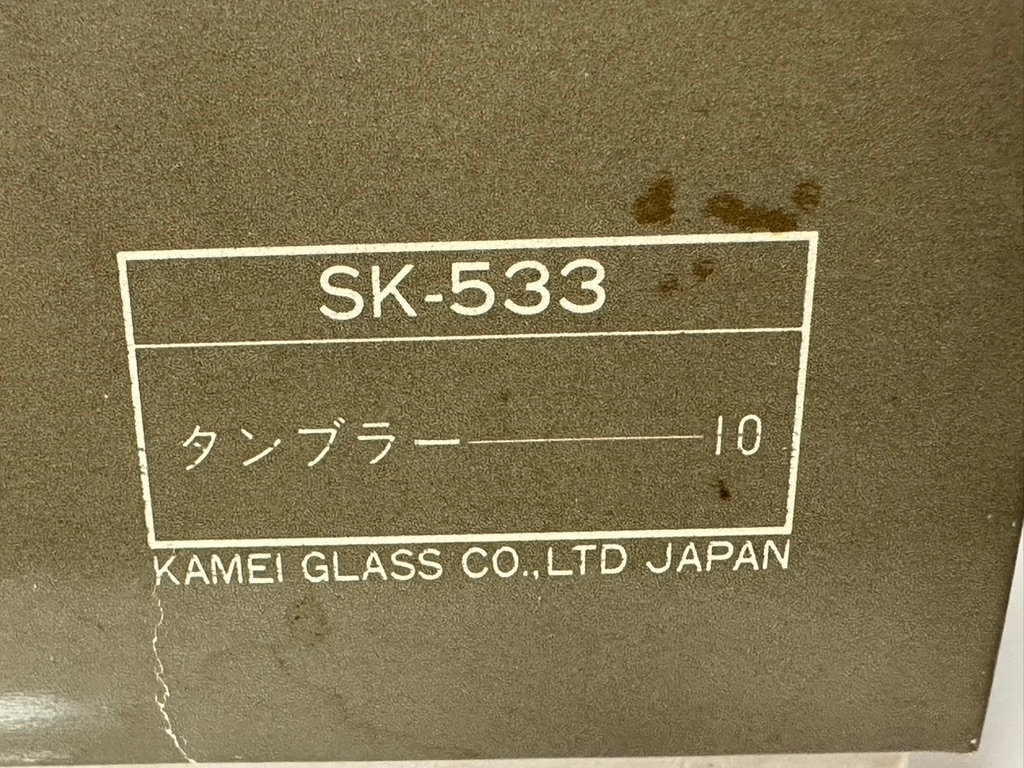 SK-533
タンブラー——10
KAMEI GLASS CO.,LTD JAPAN